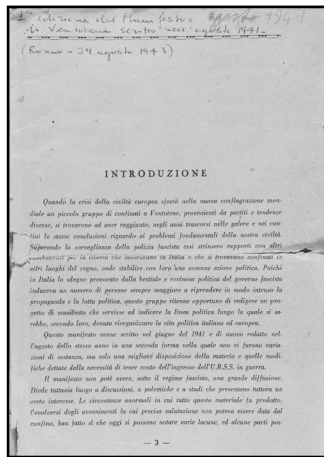 1ª edizione del Manifesto
di Ventotene scritto nell'agosto 1941.
(Roma - 29 agosto 1943)
INTRODUZIONE
Quando la crisi della civiltà europea sfociò nella nuova conflagrazione mon-
diale un piccolo gruppo di confinati a Ventotene, provenienti da partiti e tendenze
diverse, si trovarono ad aver raggiunto, negli anni trascorsi nelle galere e nei con-
fini le stesse conclusioni riguardo ai problemi fondamentali della nostra civiltà.
Superando la sorveglianza della polizia fascista essi strinsero rapporti con altri
combattenti per la libertà che lavoravano in Italia o che si trovavano confinati in
altri luoghi del regno, onde stabilire con loro una comune azione politica. Poichè
in Italia lo sdegno provocato dalla bestiale e rovinosa politica del governo fascista
induceva un numero di persone sempre maggiore a riprendere in modo intenso la
propaganda e la lotta politica, questo gruppo ritenne opportuno di redigere un pro-
getto di manifesto che servisse ad indicare la linea politica lungo la quale si sa-
rebbe, secondo loro, dovuta riorganizzare la vita politica italiana ed europea.
Questo manifesto venne scritto nel giugno del 1941 e di nuovo redatto nel-
l'agosto dello stesso anno in una seconda forma nella quale non vi furono varia-
zioni di sostanza, ma solo una migliore disposizione della materia e quelle modi-
fiche dettate dalla necessità di tener conto dell'ingresso dell'U.R.S.S. in guerra.
Il manifesto non potè avere, sotto il regime fascista, una grande diffusione.
Diede tuttavia luogo a discussioni, a polemiche e a studi che presentano tuttora un
certo interesse. Le circostanze anormali in cui tutto questo materiale fu prodotto,
l'evolversi degli avvenimenti la cui precisa valutazione non poteva essere data dal
confino, han fatto sì che oggi si possono notare varie lacune, ed alcune parti pos-
— 3 —